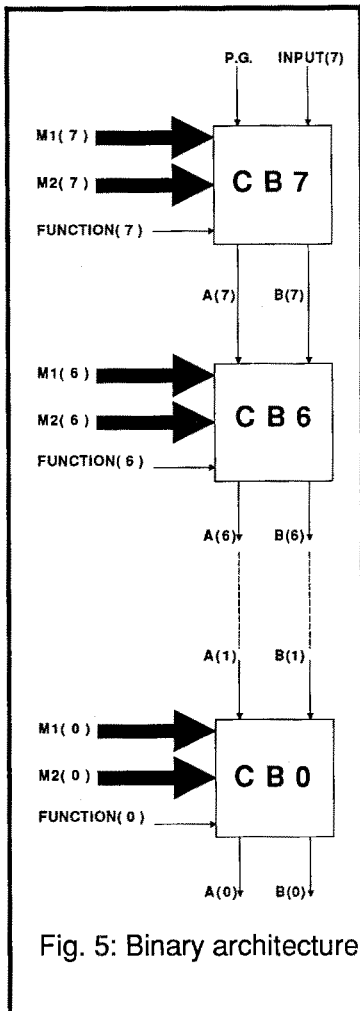 P.G. INPUT(7)
M1( 7 )
M2( 7 )
C B 7
FUNCTION( 7 )
A(7) B(7)
M1( 6 )
M2( 6 )
C B 6
FUNCTION( 6 )
A(6) B(6)
A(1) B(1)
M1( 0 )
M2( 0 )
C B 0
FUNCTION( 0 )
A(0) B(0)
Fig. 5: Binary architecture